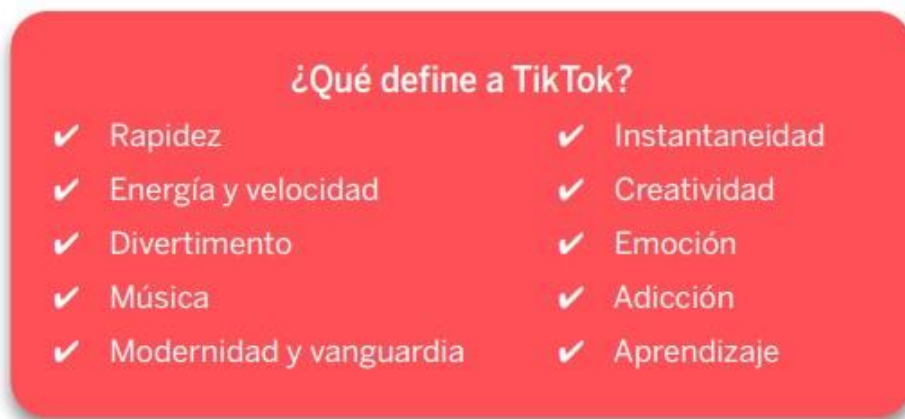 ¿Qué define a TikTok?
✔ Rapidez
✔ Energía y velocidad
✔ Divertimento
✔ Música
✔ Modernidad y vanguardia
✔ Instantaneidad
✔ Creatividad
✔ Emoción
✔ Adicción
✔ Aprendizaje